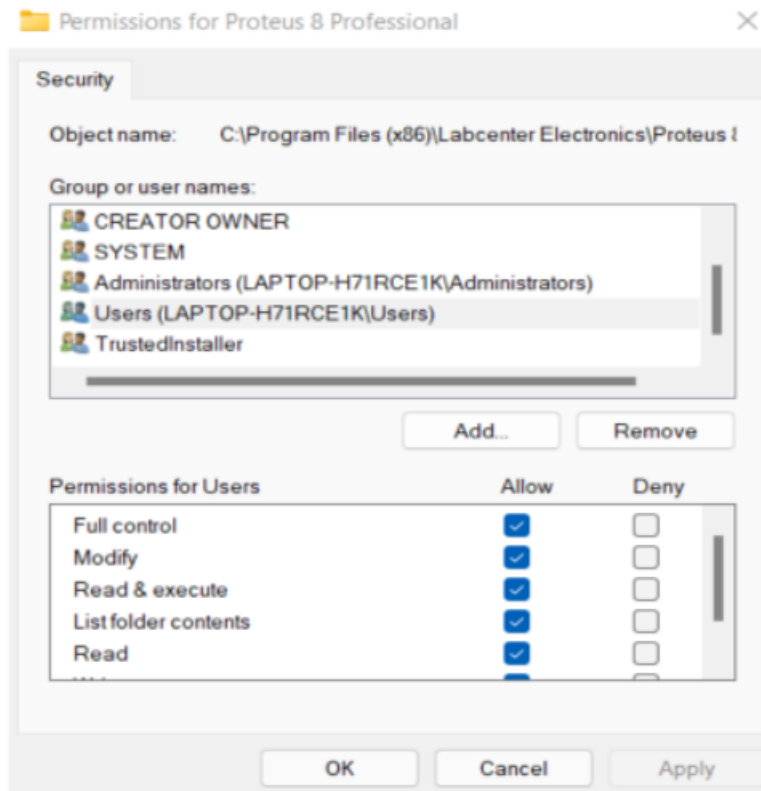 Permissions for Proteus 8 Professional
Security
Object name: C:\Program Files (x86)\Labcenter Electronics\Proteus
Group or user names:
CREATOR OWNER
SYSTEM
Administrators (LAPTOP-H71RCE1K\Administrators)
Users (LAPTOP-H71RCE1K\Users)
TrustedInstaller
Add... Remove
Permissions for Users Allow Deny
Full control
Modify
Read & execute
List folder contents
Read
OK Cancel Apply